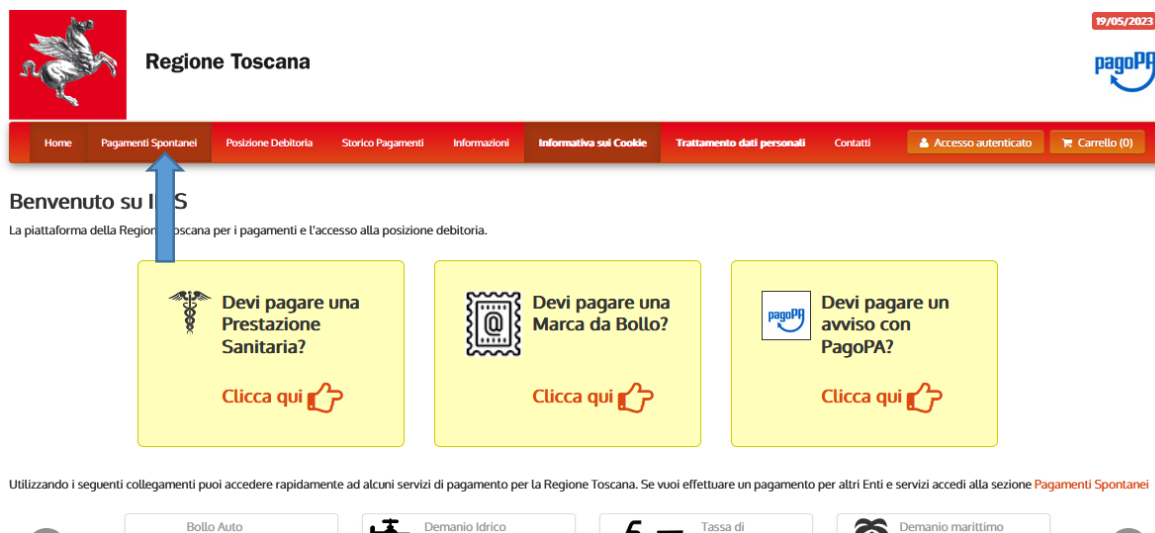 19/05/2023
Regione Toscana
pagoPA
Home Pagamenti Spontanei Posizione Debitoria Storico Pagamenti Informazioni Informativa sui Cookie Trattamento dati personali Contatti Accesso autenticato Carrello (0)
Benvenuto su
La piattaforma della Regione Toscana per i pagamenti e l'accesso alla posizione debitoria.
Devi pagare una
Prestazione
Sanitaria?
Clicca qui
@
Devi pagare una
Marca da Bollo?
Clicca qui
pagoPA
Devi pagare un
avviso con
PagoPA?
Clicca qui
Utilizzando i seguenti collegamenti puoi accedere rapidamente ad alcuni servizi di pagamento per la Regione Toscana. Se vuoi effettuare un pagamento per altri Enti e servizi accedi alla sezione Pagamenti Spontanei
Bollo Auto Demanio Idrico Tassa di Demanio marittimo